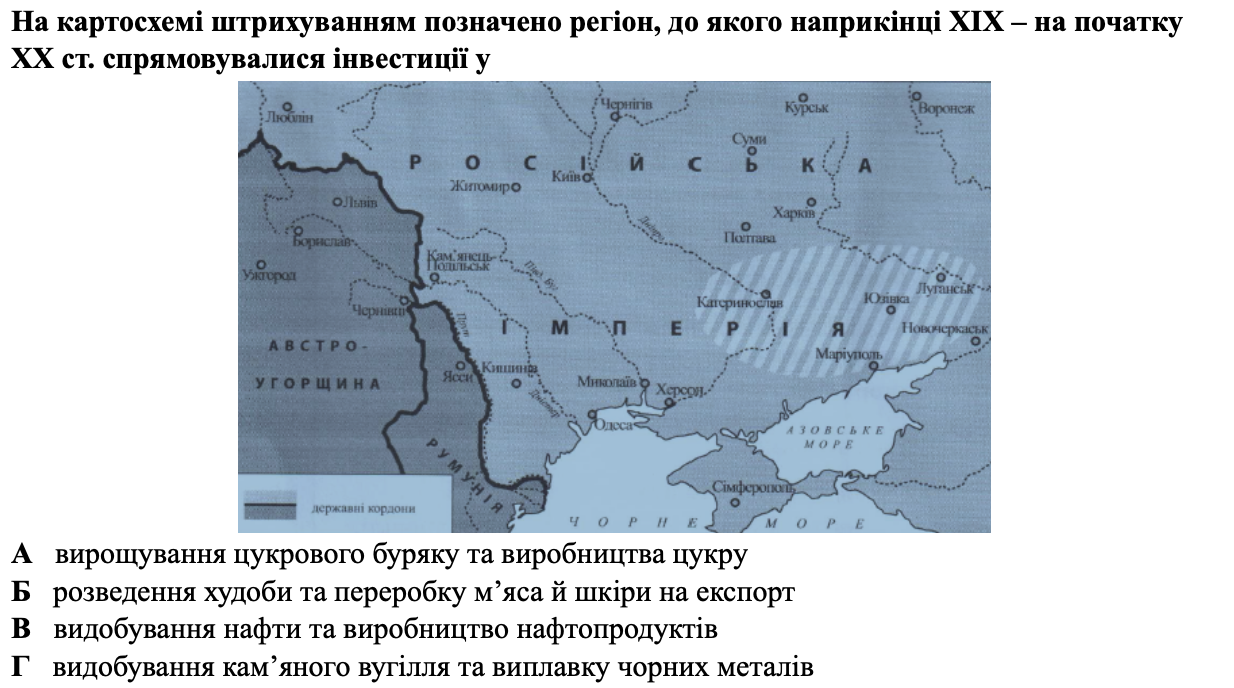 На картосхемі штрихуванням позначено регіон, до якого наприкінці XIX – на початку
XX ст. спрямовувалися інвестиції у
Люблін
Чернігів
Курськ
Воронеж
Суми
РОСІЙСЬКА
Житомир
Київ
Львів
Харків
Дніпро
Полтава
Борислав
Кам'янець-
Подільськ
Ужгород
Півд. Буг
Луганськ
Катеринослав
Юзівка
Чернівці
Прут
ІМПЕРІЯ
Новочеркаськ
АВСТРО-
УГОРЩИНА
Маріуполь
Ясси
Кишинів
Миколаїв
Херсон
Дністер
Одеса
АЗОВСЬКЕ
МОРЕ
РУМУНІЯ
Сімферополь
державні кордони
ЧОРНЕ МОРЕ
А вирощування цукрового буряку та виробництва цукру
Б розведення худоби та переробку м’яса й шкіри на експорт
В видобування нафти та виробництво нафтопродуктів
Г видобування кам’яного вугілля та виплавку чорних металів